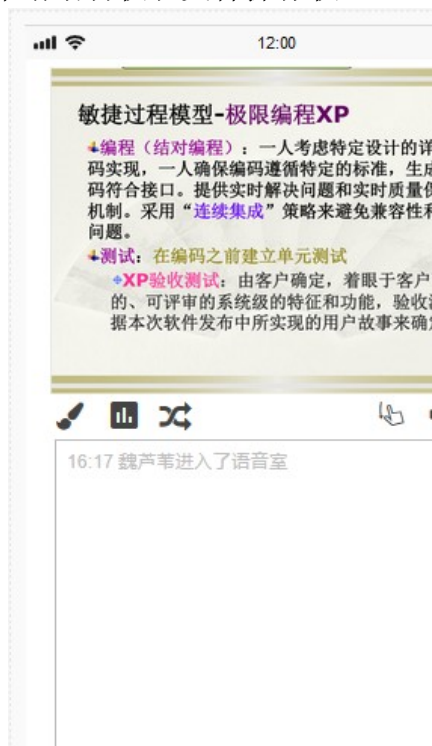 12:00
敏捷过程模型-极限编程XP
编程（结对编程）：一人考虑特定设计的详
码实现，一人确保编码遵循特定的标准，生成
码符合接口。提供实时解决问题和实时质量保
机制。采用“连续集成”策略来避免兼容性和
问题。
测试：在编码之前建立单元测试
XP验收测试：由客户确定，着眼于客户
的、可评审的系统级的特征和功能，验收
据本次软件发布中所实现的用户故事来确定
16:17 魏芦苇进入了语音室